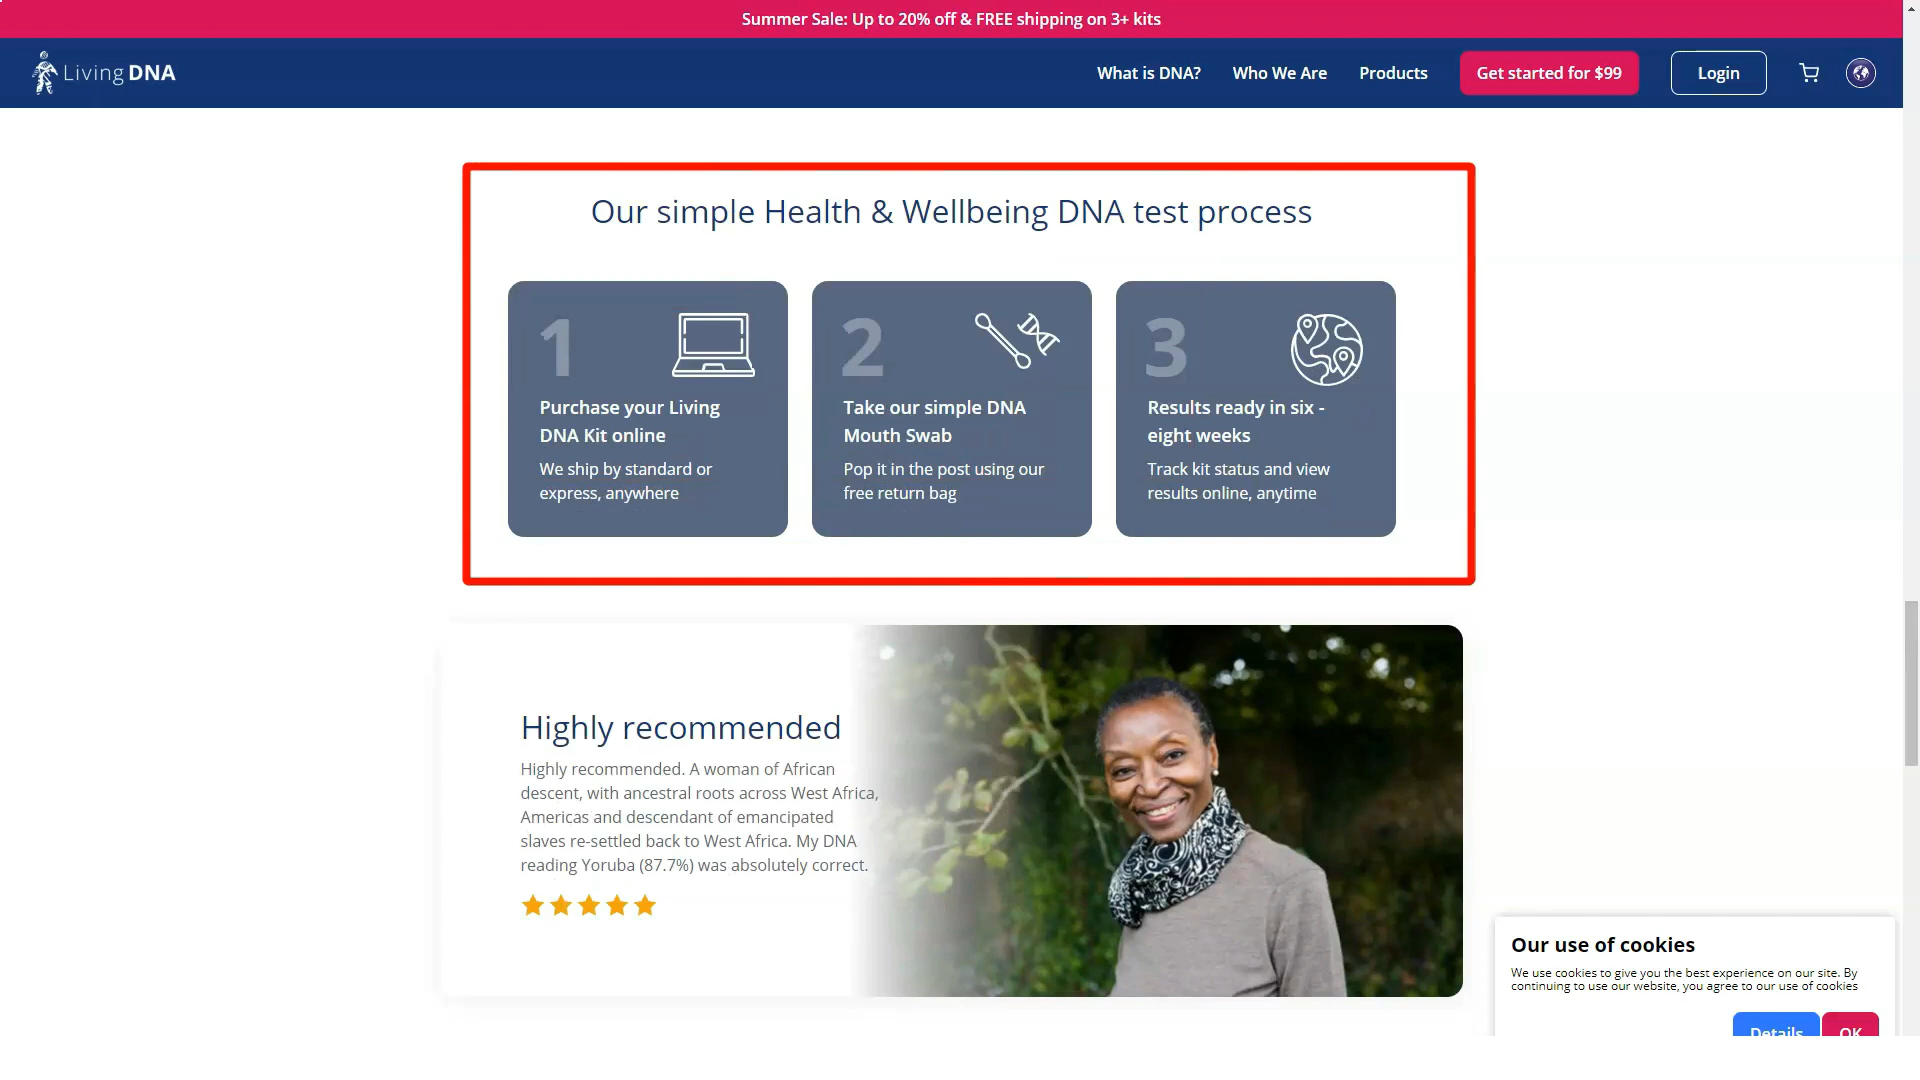 Summer Sale: Up to 20% off & FREE shipping on 3+ kits
Living DNA
What is DNA?
Who We Are
Products
Get started for $99
Login
Our simple Health & Wellbeing DNA test process
1
Purchase your Living
DNA Kit online
We ship by standard or
express, anywhere
2
Take our simple DNA
Mouth Swab
Pop it in the post using our
free return bag
3
Results ready in six -
eight weeks
Track kit status and view
results online, anytime
Highly recommended
Highly recommended. A woman of African
descent, with ancestral roots across West Africa,
Americas and descendant of emancipated
slaves re-settled back to West Africa. My DNA
reading Yoruba (87.7%) was absolutely correct.
Our use of cookies
We use cookies to give you the best experience on our site. By
continuing to use our website, you agree to our use of cookies
Details
OK